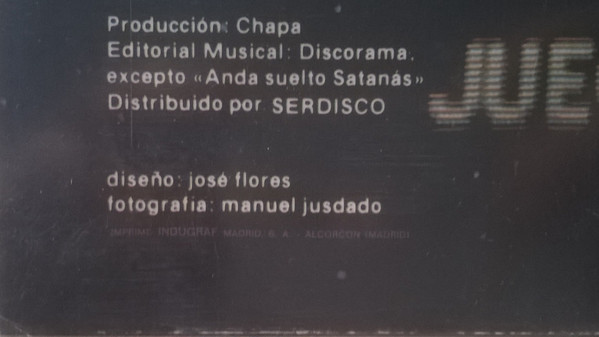 Producción: Chapa
Editorial Musical: Discorama,
excepto «Anda suelto Satanás»
Distribuido por SERDISCO
JUE
diseño: josé flores
fotografia: manuel jusdado
IMPRIME INDUGRAF MADRID S. A. - ALCORCON (MADRID)